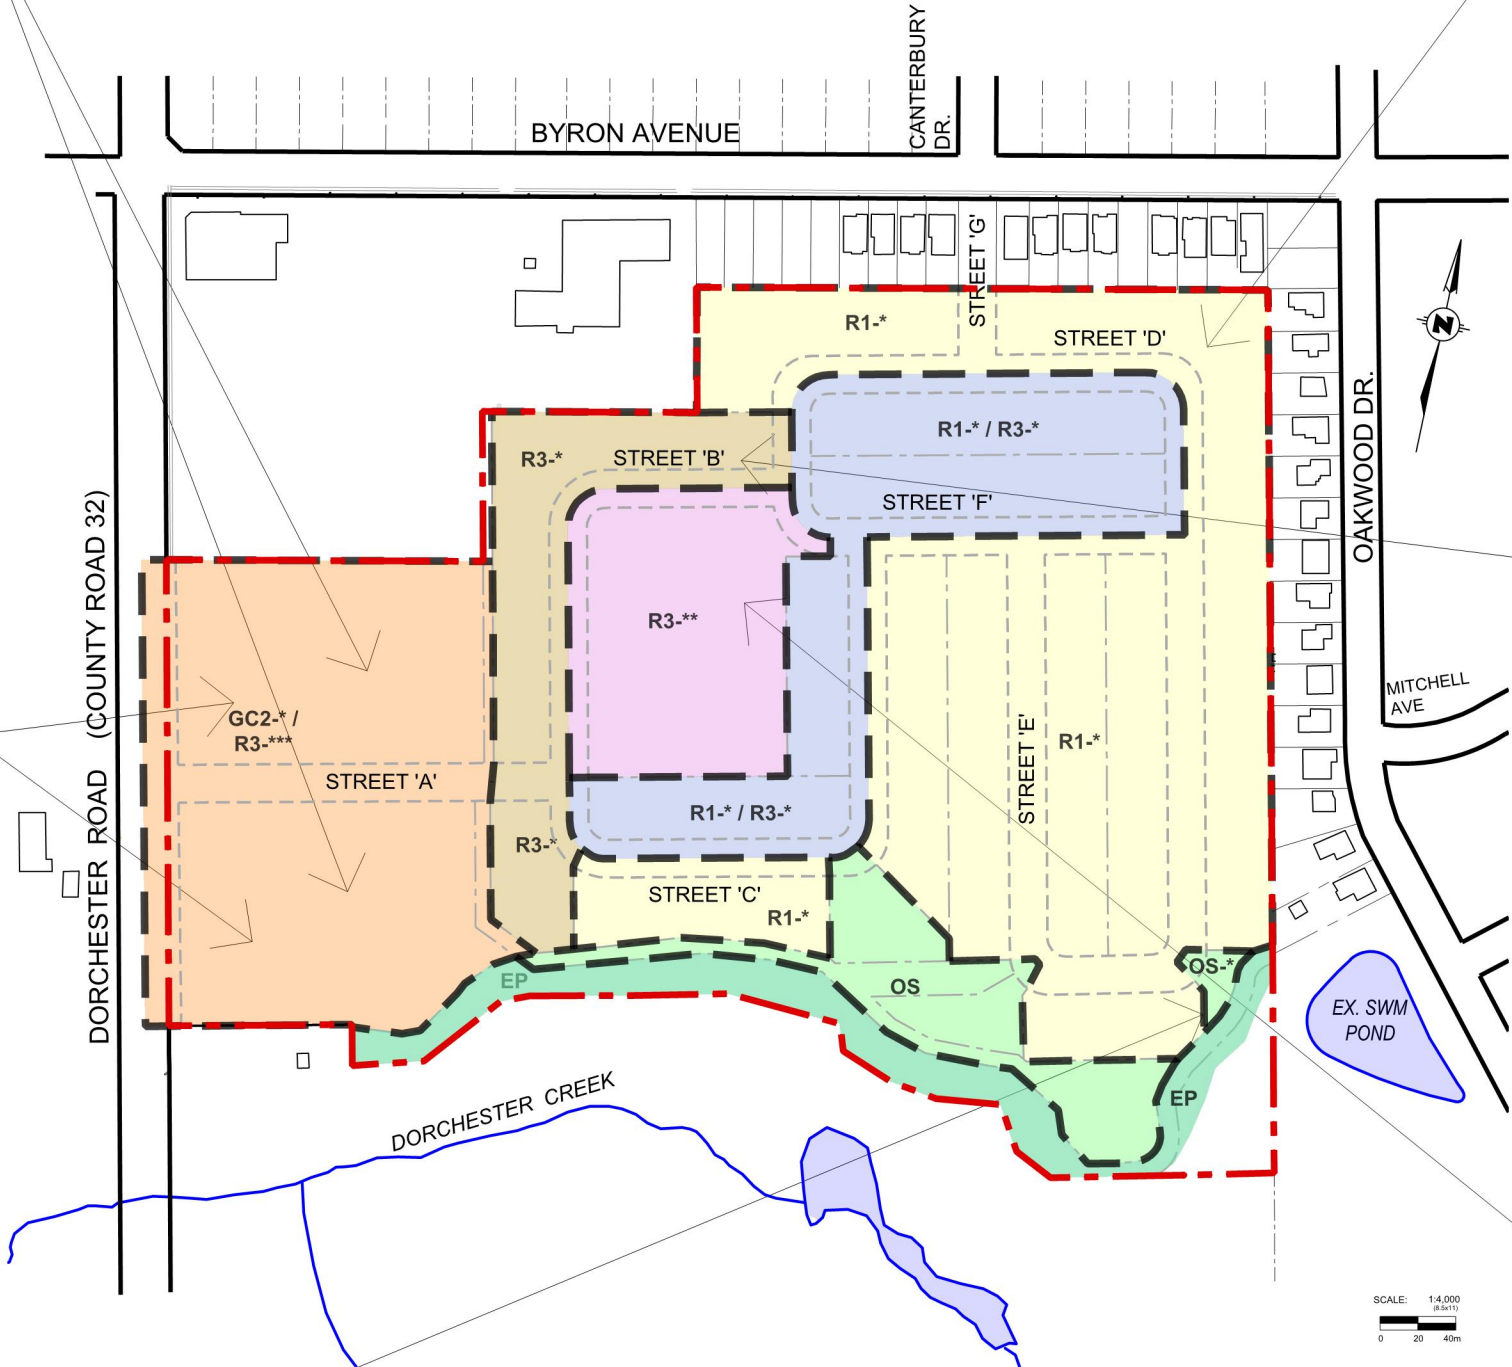 CANTERBURY
DR.
BYRON AVENUE
STREET 'G'
R1-*
STREET 'D'
N
OAKWOOD DR.
R1-* / R3-*
R3-*
STREET 'B'
STREET 'F'
DORCHESTER ROAD (COUNTY ROAD 32)
R3-**
MITCHELL
AVE
GC2-* /
R3-***
STREET 'E'
R1-*
STREET 'A'
R1-* / R3-*
R3-*
STREET 'C'
R1-*
OS-*
EP
OS
EX. SWM
POND
EP
DORCHESTER CREEK
SCALE: 1:4,000
(8.5x11)
0 20 40m